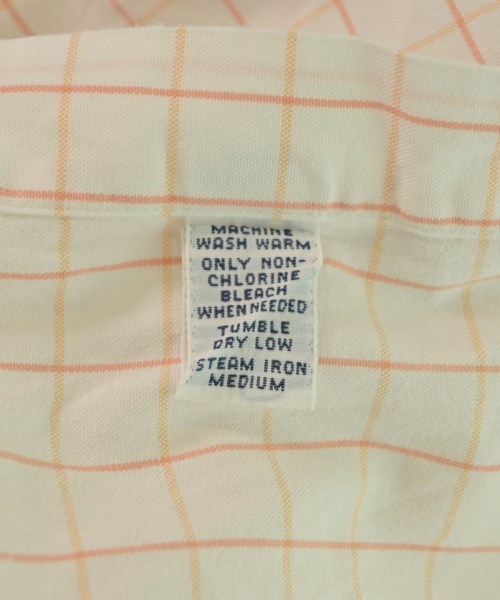 MACHINE
WASH WARM
ONLY NON-
CHLORINE
BLEACH
WHEN NEEDED
TUMBLE
DRY LOW
STEAM IRON
MEDIUM